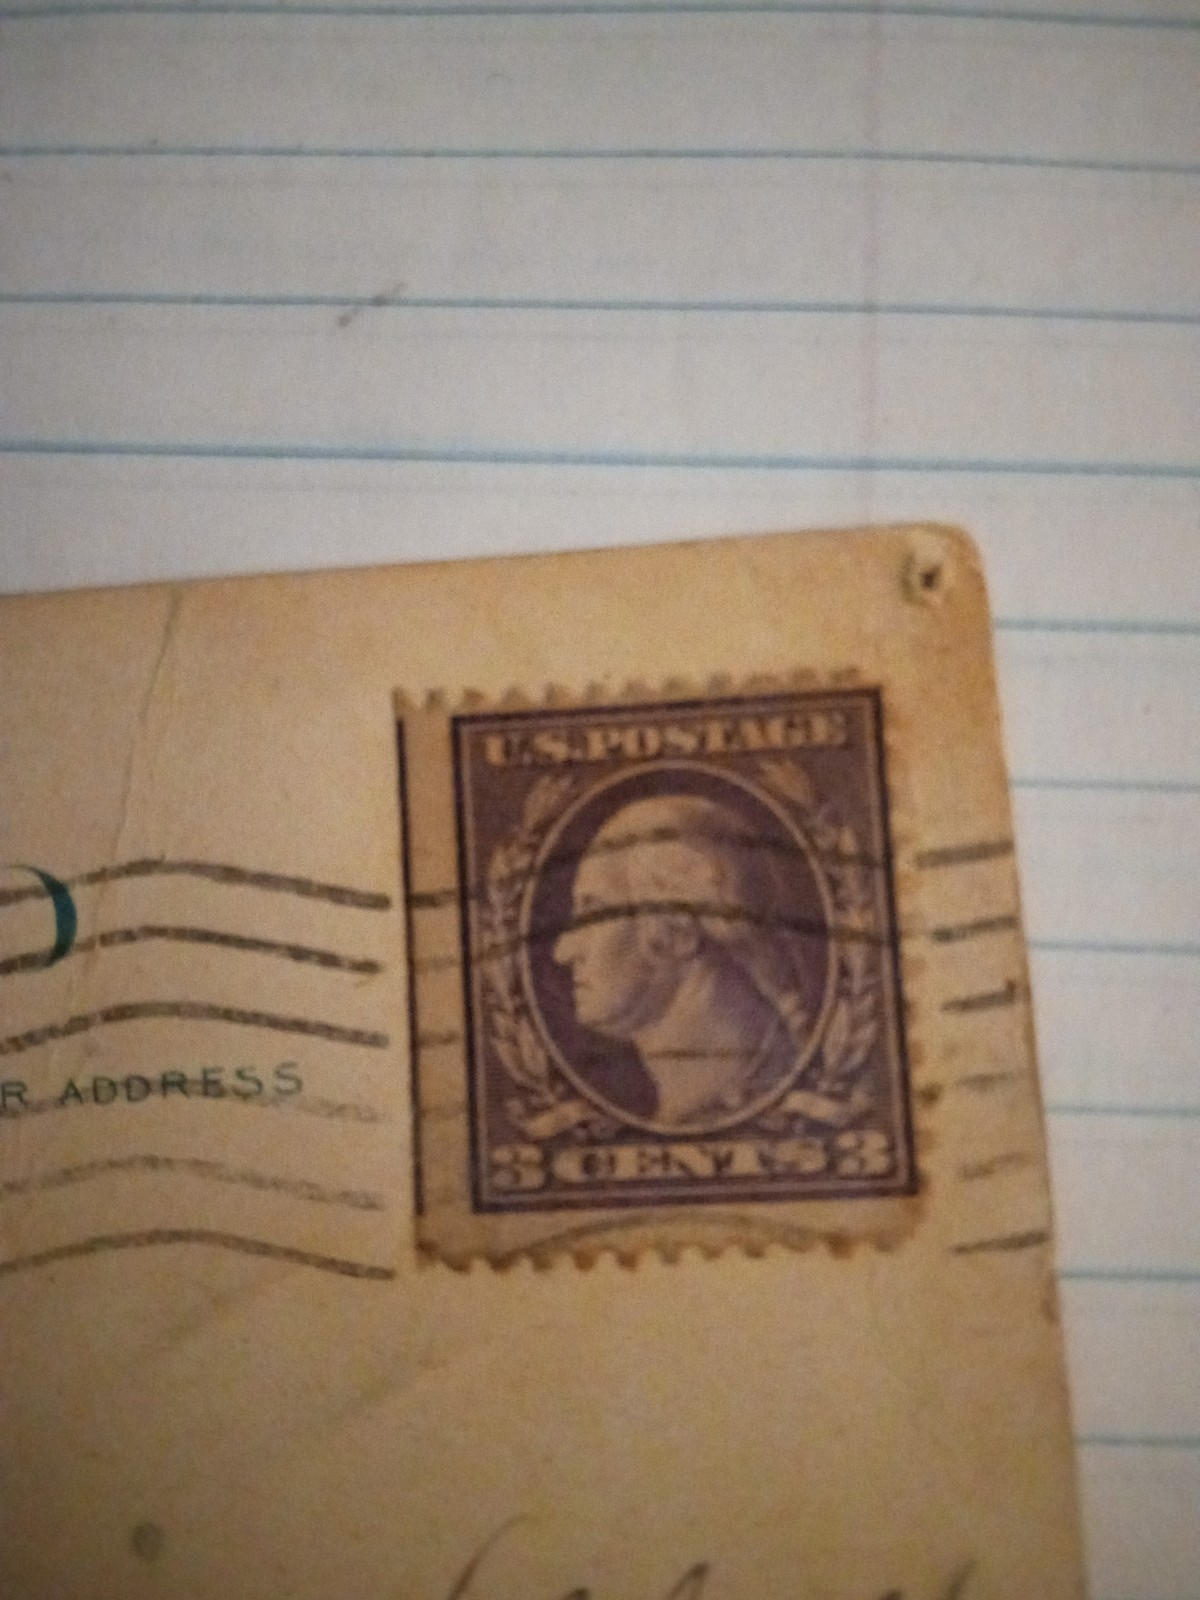 U.S. POSTAGE
R ADDRESS
3 CENTS 3